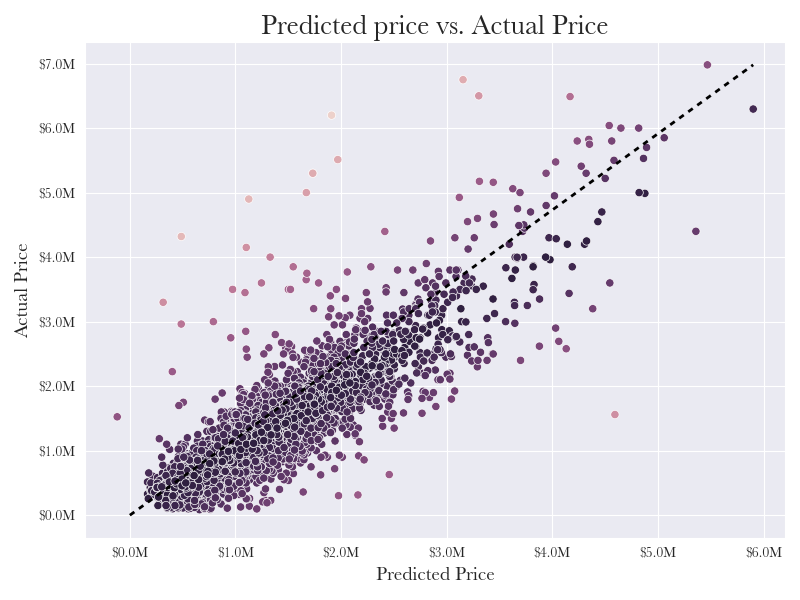 Predicted price vs. Actual Price
$7.0M
$6.0M
$5.0M
$4.0M
$3.0M
$2.0M
$1.0M
$0.0M
Actual Price
$0.0M $1.0M $2.0M $3.0M $4.0M $5.0M $6.0M
Predicted Price